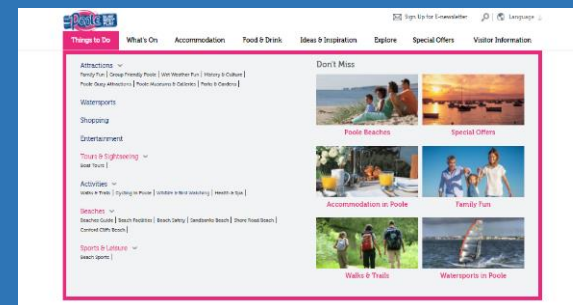 Poole
Sign Up for E-newsletter
Language
Things to Do
What's On
Accommodation
Food & Drink
Ideas & Inspiration
Explore
Special Offers
Visitor Information
Attractions
Family Fun | Group Friendly Poole | Wet Weather Fun | History & Culture |
Poole Quay Attractions | Poole Museums & Galleries | Parks & Gardens |
Watersports
Shopping
Entertainment
Tours & Sightseeing
Boat Tours |
Activities
Walks & Trails | Cycling in Poole | Wildlife & Bird Watching | Health & Spa |
Beaches
Beaches Guide | Beach Facilities | Beach Safety | Sandbanks Beach | Shore Road Beach |
Canford Cliffs Beach |
Sports & Leisure
Beach Sports |
Don't Miss
Poole Beaches
Special Offers
Accommodation in Poole
Family Fun
Walks & Trails
Watersports in Poole